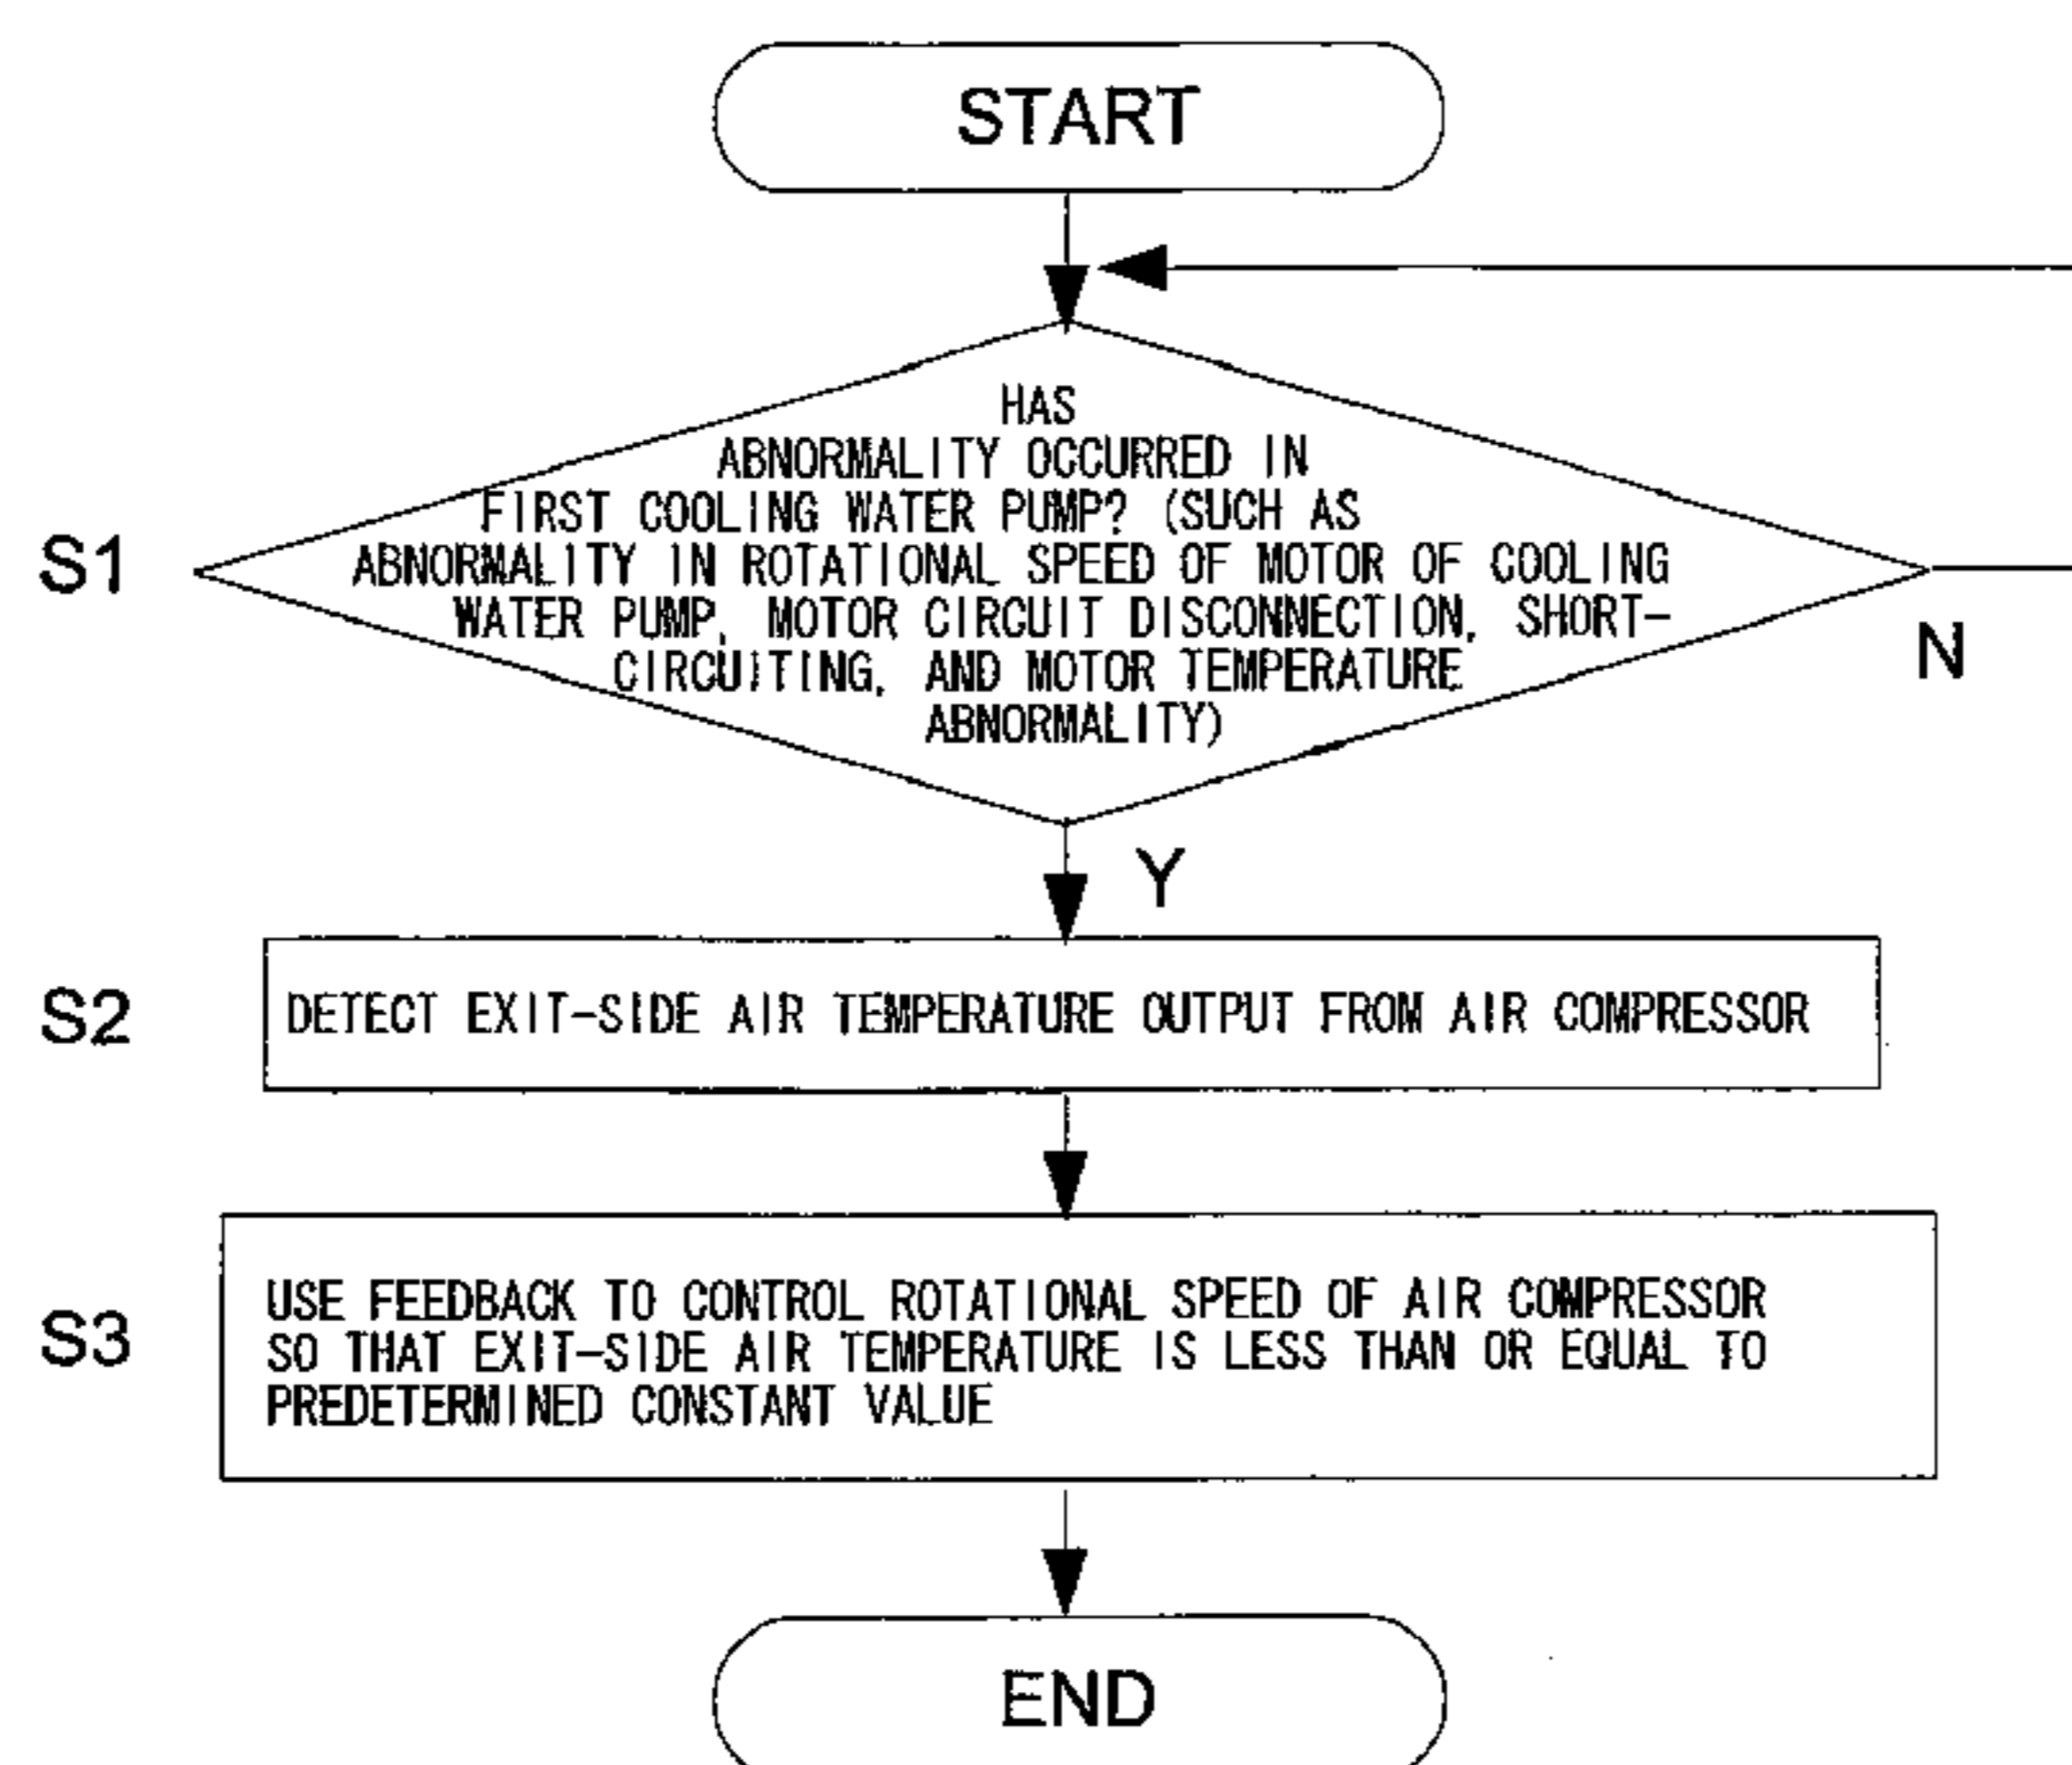 START
HAS
ABNORMALITY OCCURRED IN
FIRST COOLING WATER PUMP? (SUCH AS
ABNORMALITY IN ROTATIONAL SPEED OF MOTOR OF COOLING
WATER PUMP, MOTOR CIRCUIT DISCONNECTION, SHORT-
CIRCUITING, AND MOTOR TEMPERATURE
ABNORMALITY)
S1
N
Y
S2
DETECT EXIT-SIDE AIR TEMPERATURE OUTPUT FROM AIR COMPRESSOR
S3
USE FEEDBACK TO CONTROL ROTATIONAL SPEED OF AIR COMPRESSOR
SO THAT EXIT-SIDE AIR TEMPERATURE IS LESS THAN OR EQUAL TO
PREDETERMINED CONSTANT VALUE
END